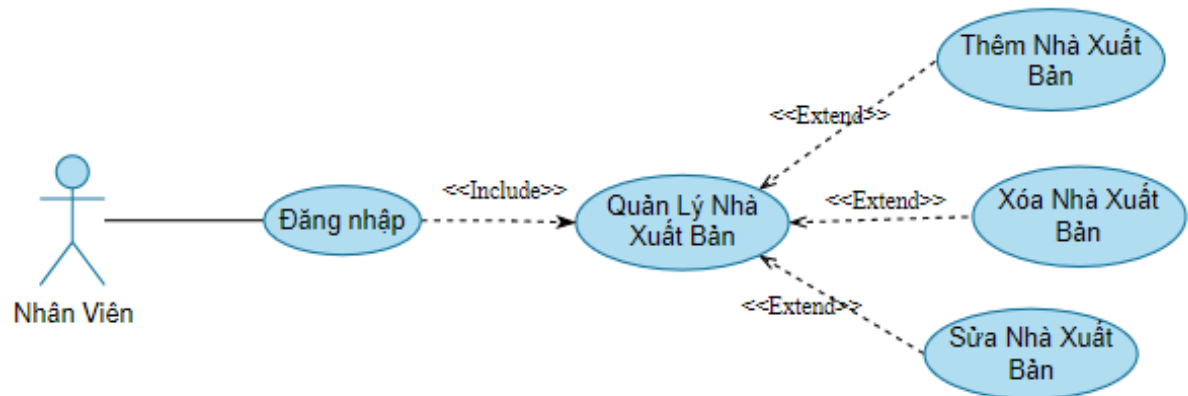 Thêm Nhà Xuất
Bản
<<Extend>>
<<Include>>
Đăng nhập
Quản Lý Nhà
Xuất Bản
<<Extend>>
Xóa Nhà Xuất
Bản
Nhân Viên
<<Extend>>
Sửa Nhà Xuất
Bản